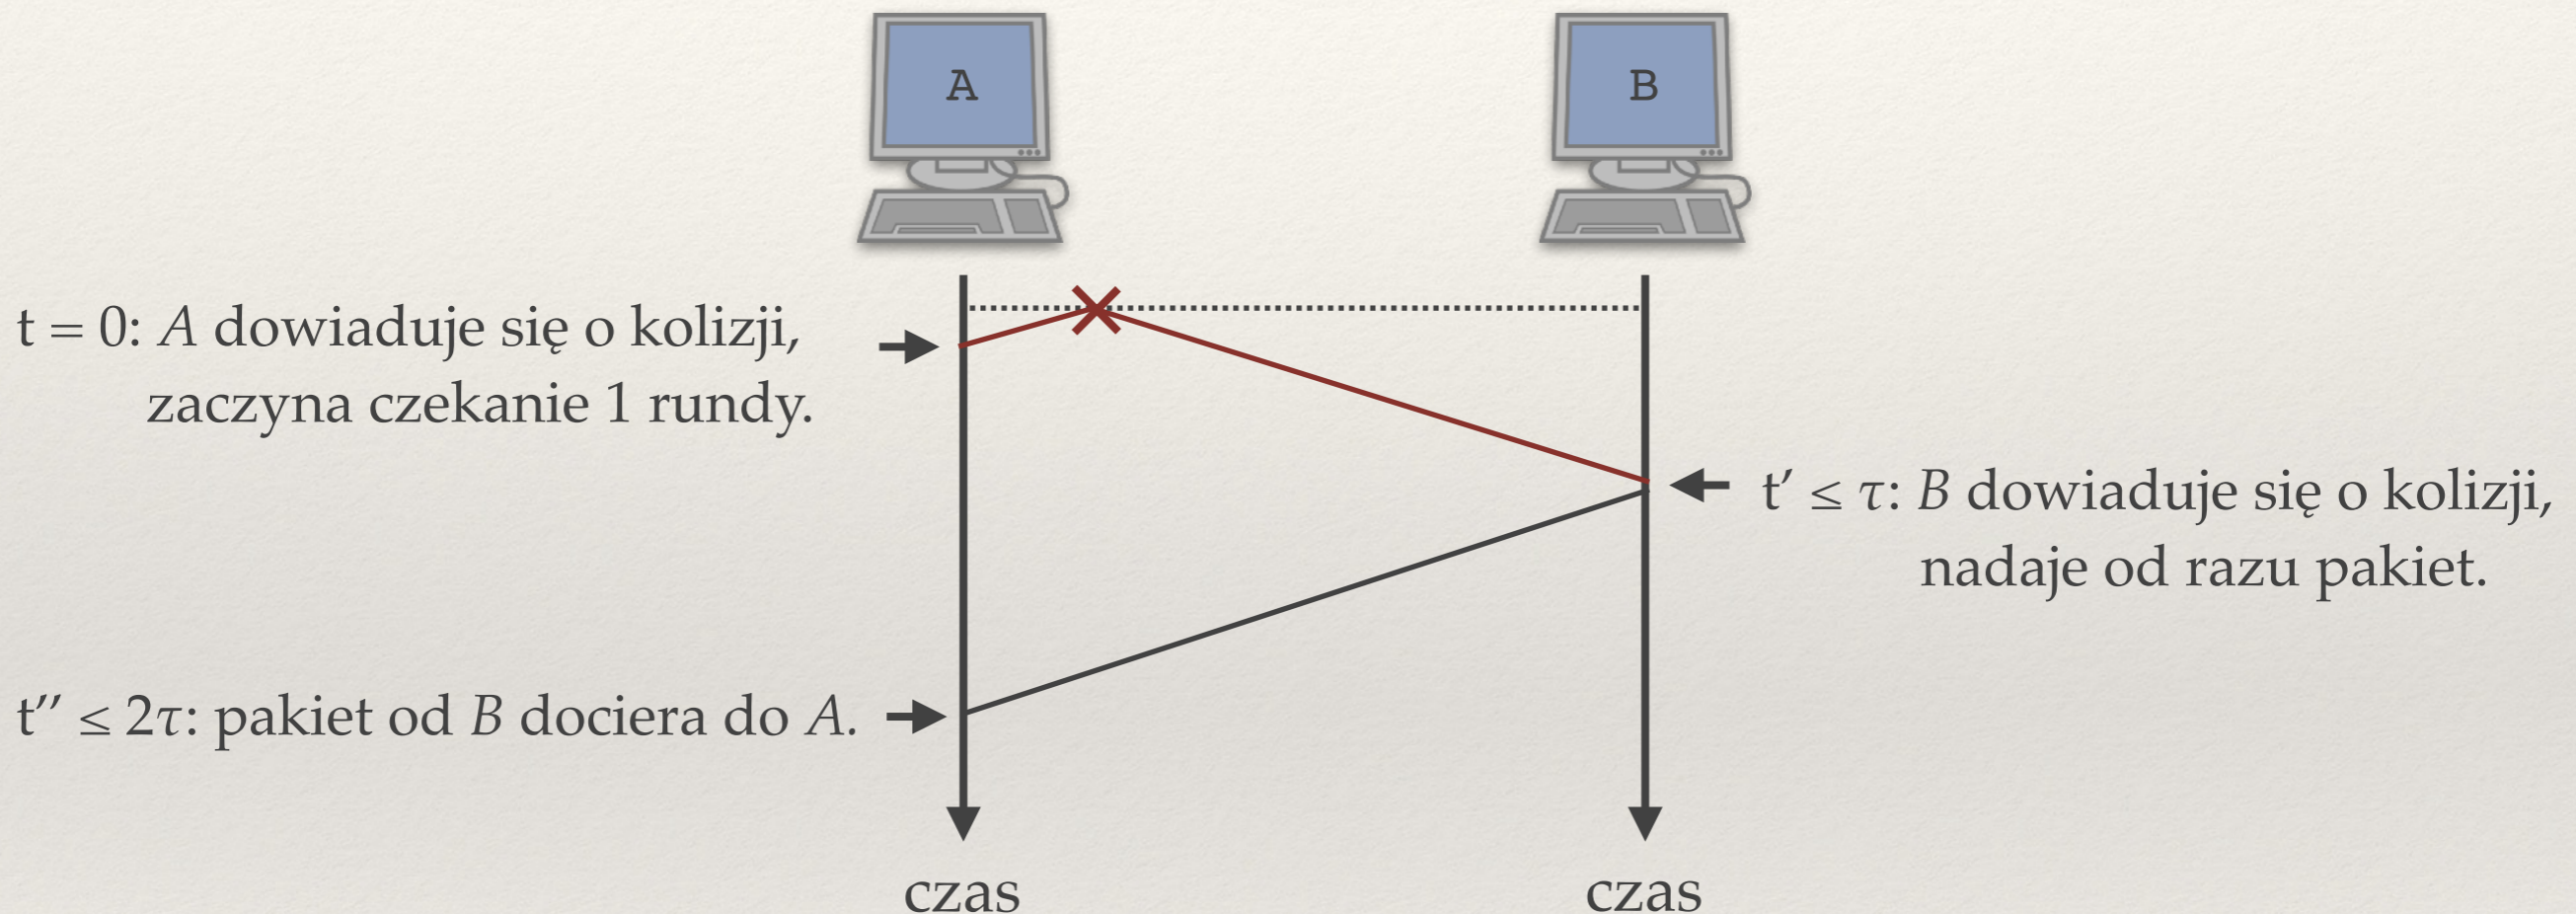 A
B
t = 0: A dowiaduje się o kolizji,
zaczyna czekanie 1 rundy.
t′ ≤ τ: B dowiaduje się o kolizji,
nadaje od razu pakiet.
t′′ ≤ 2τ: pakiet od B dociera do A.
czas
czas